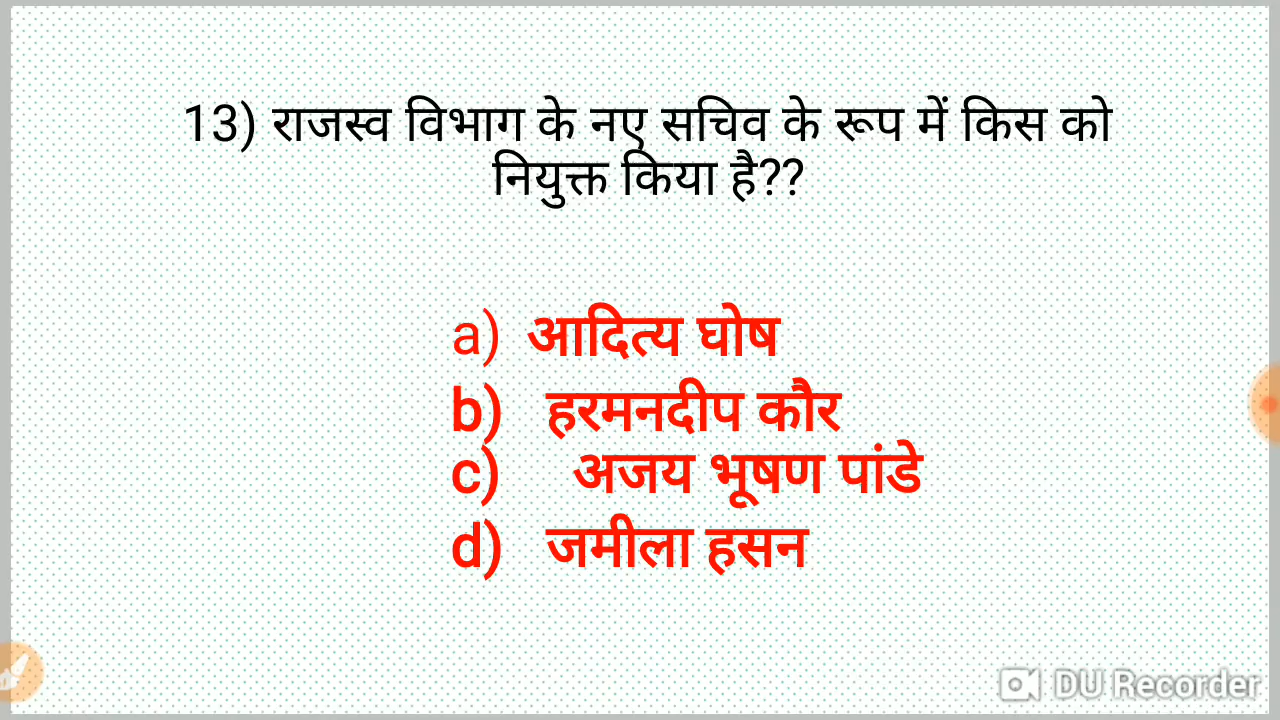 13) राजस्व विभाग के नए सचिव के रूप में किस को
नियुक्त किया है??
a) आदित्य घोष
b) हरमनदीप कौर
c) अजय भूषण पांडे
d) जमीला हसन
DU Recorder